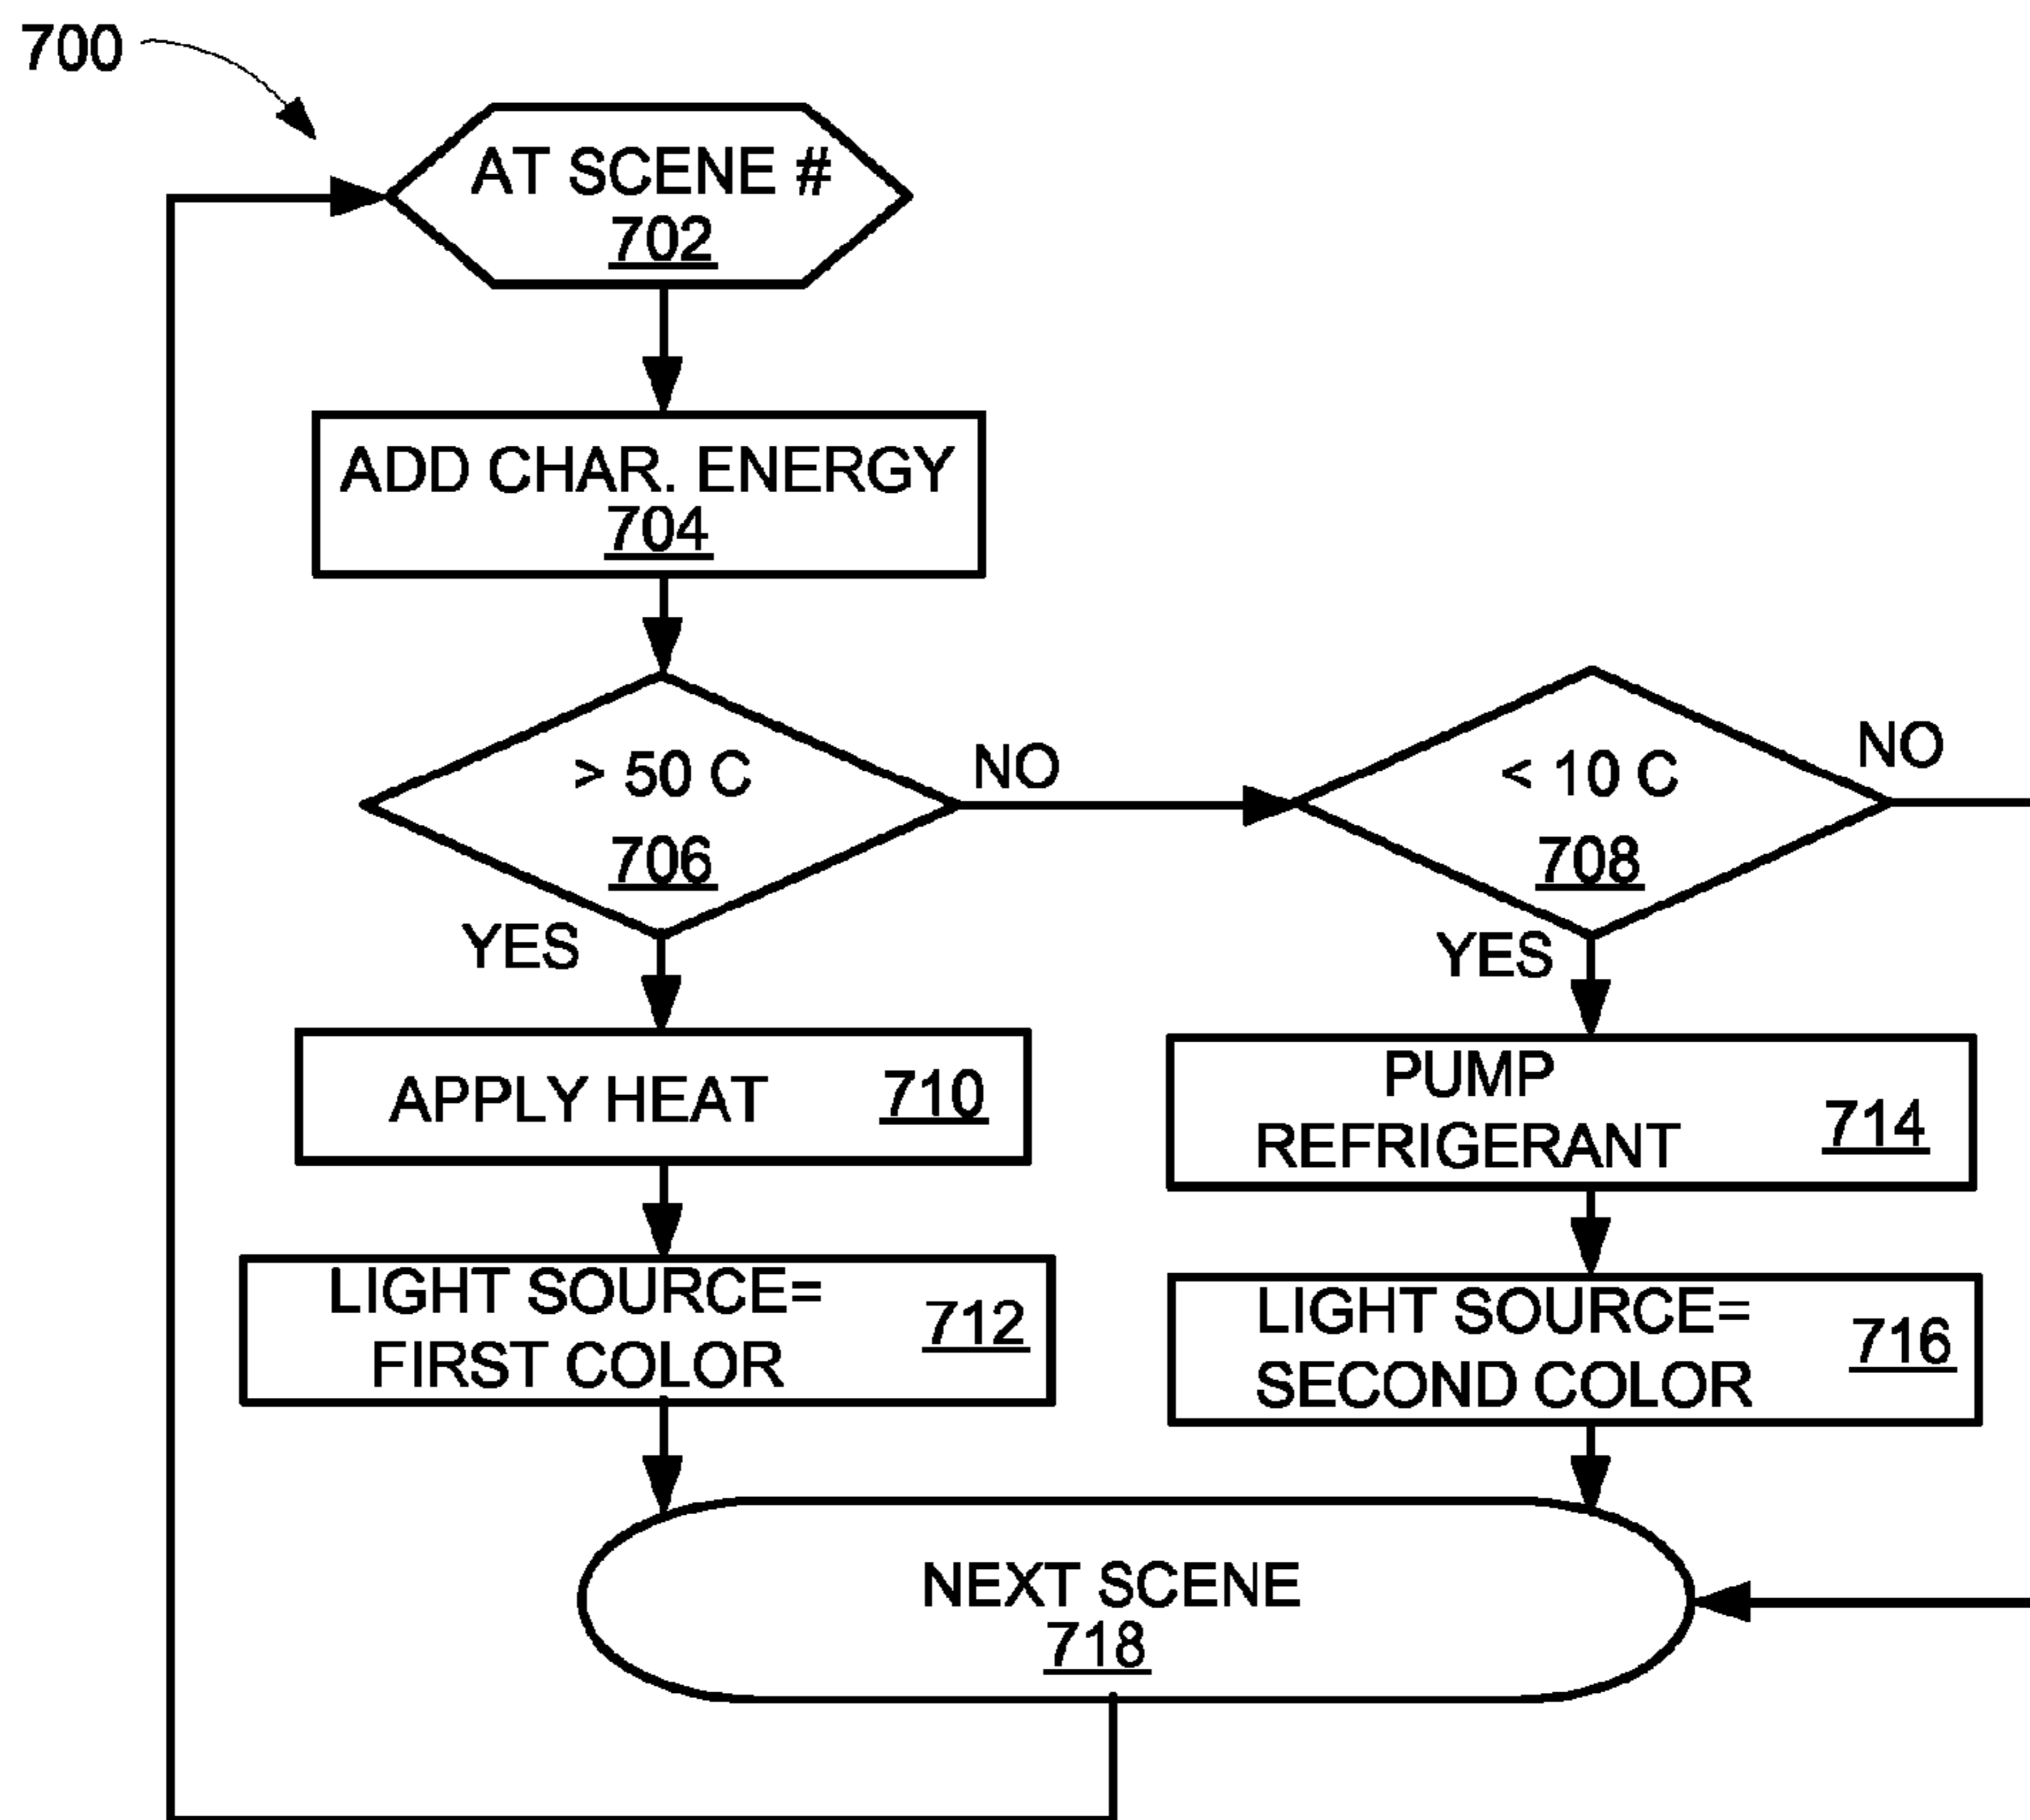 700
AT SCENE #
702
ADD CHAR. ENERGY
704
> 50 C
706
NO
YES
< 10 C
708
NO
YES
APPLY HEAT 710
PUMP
REFRIGERANT
714
LIGHT SOURCE=
FIRST COLOR
712
LIGHT SOURCE=
SECOND COLOR
716
NEXT SCENE
718